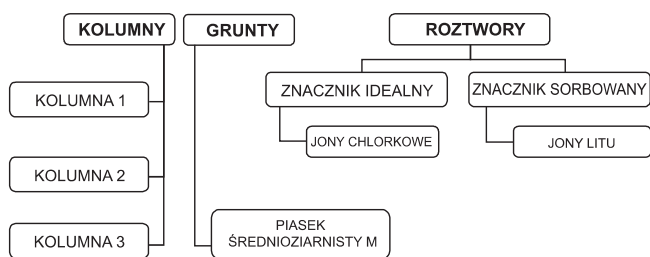 KOLUMNY
GRUNTY
ROZTWORY
ZNACZNIK IDEALNY
ZNACZNIK SORBOWANY
KOLUMNA 1
JONY CHLORKOWE
JONY LITU
KOLUMNA 2
PIASEK
ŚREDNIOZIARNISTY M
KOLUMNA 3